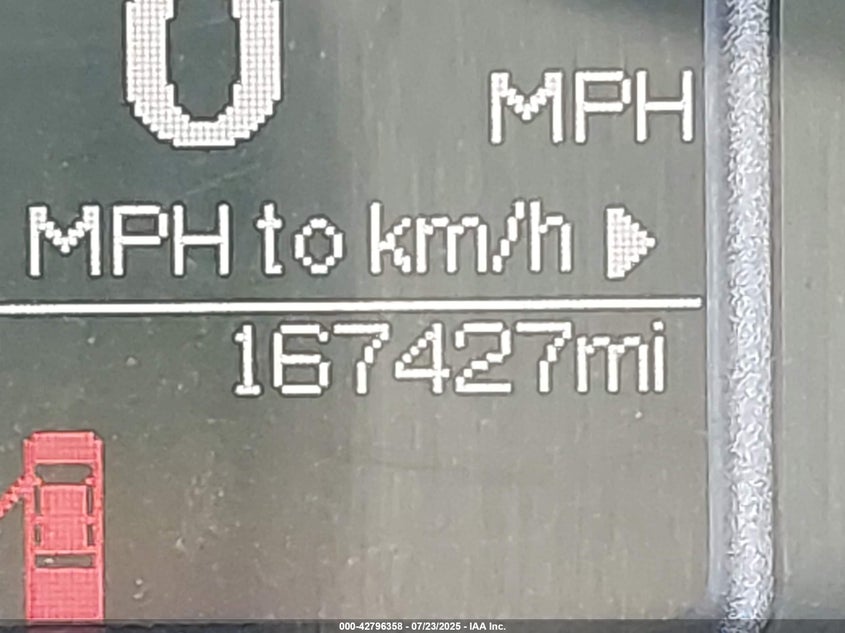 0
MPH
MPH to km/h
167427mi
000-42796358 - 07/23/2025 - IAA Inc.